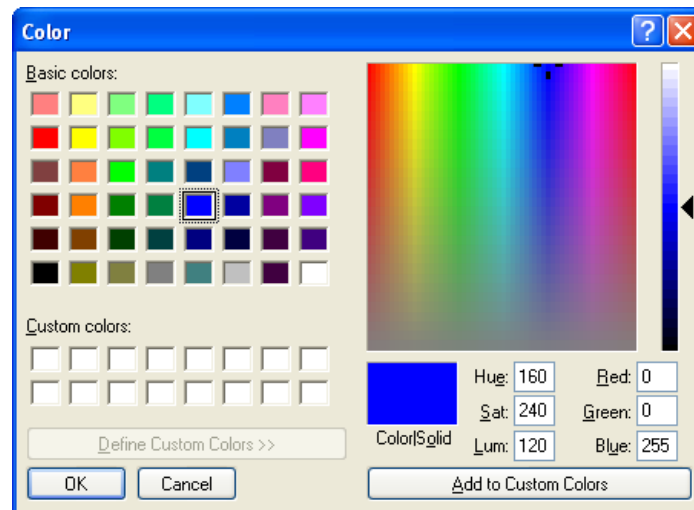 Color
?
Basic colors:
Custom colors:
Define Custom Colors >>
OK
Cancel
Color|Solid
Hue: 160
Sat: 240
Lum: 120
Red: 0
Green: 0
Blue: 255
Add to Custom Colors